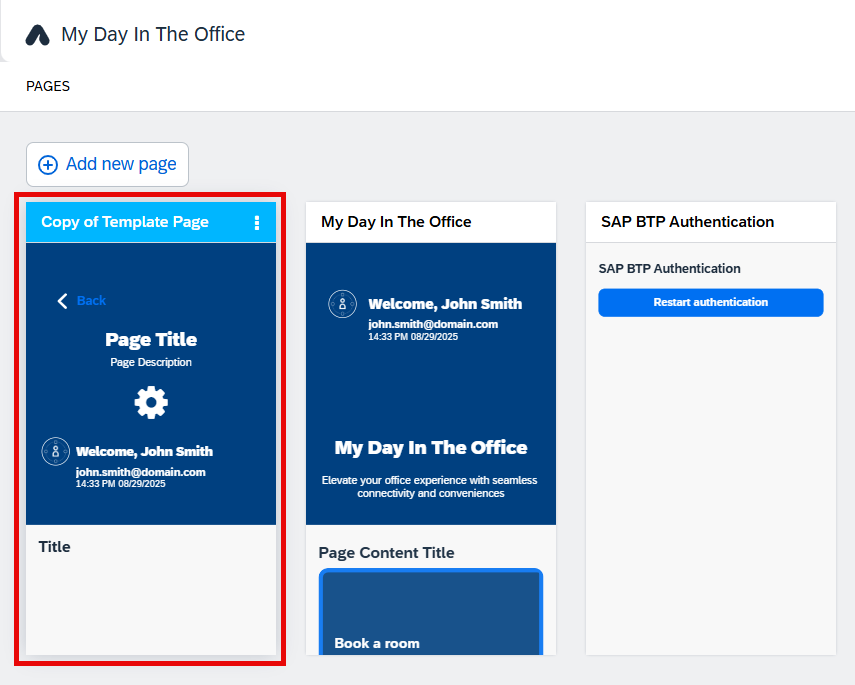 My Day In The Office
PAGES
Add new page
Copy of Template Page
Back
Page Title
Page Description
Welcome, John Smith
john.smith@domain.com
14:33 PM 08/29/2025
Title
My Day In The Office
Welcome, John Smith
john.smith@domain.com
14:33 PM 08/29/2025
My Day In The Office
Elevate your office experience with seamless
connectivity and conveniences
Page Content Title
Book a room
SAP BTP Authentication
SAP BTP Authentication
Restart authentication